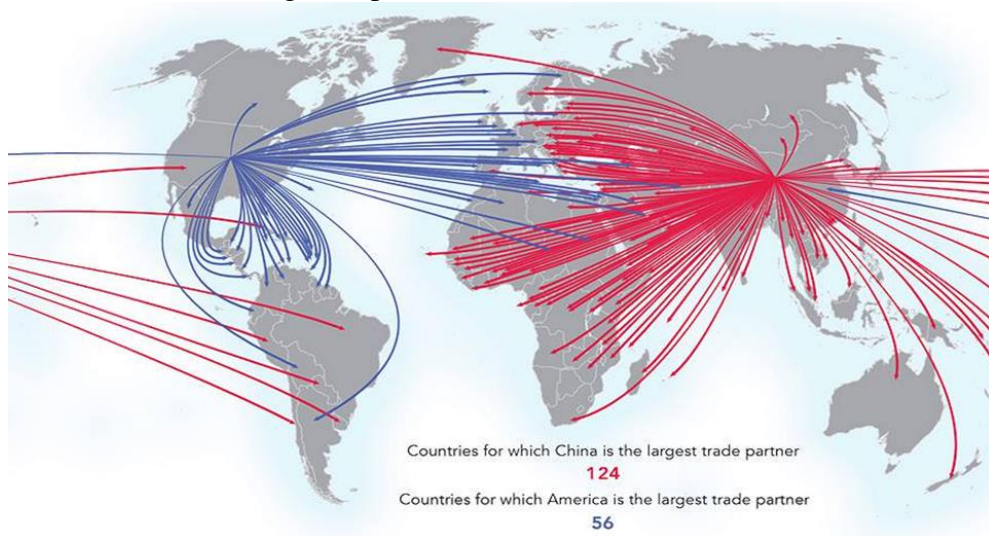 Countries for which China is the largest trade partner
124
Countries for which America is the largest trade partner
56